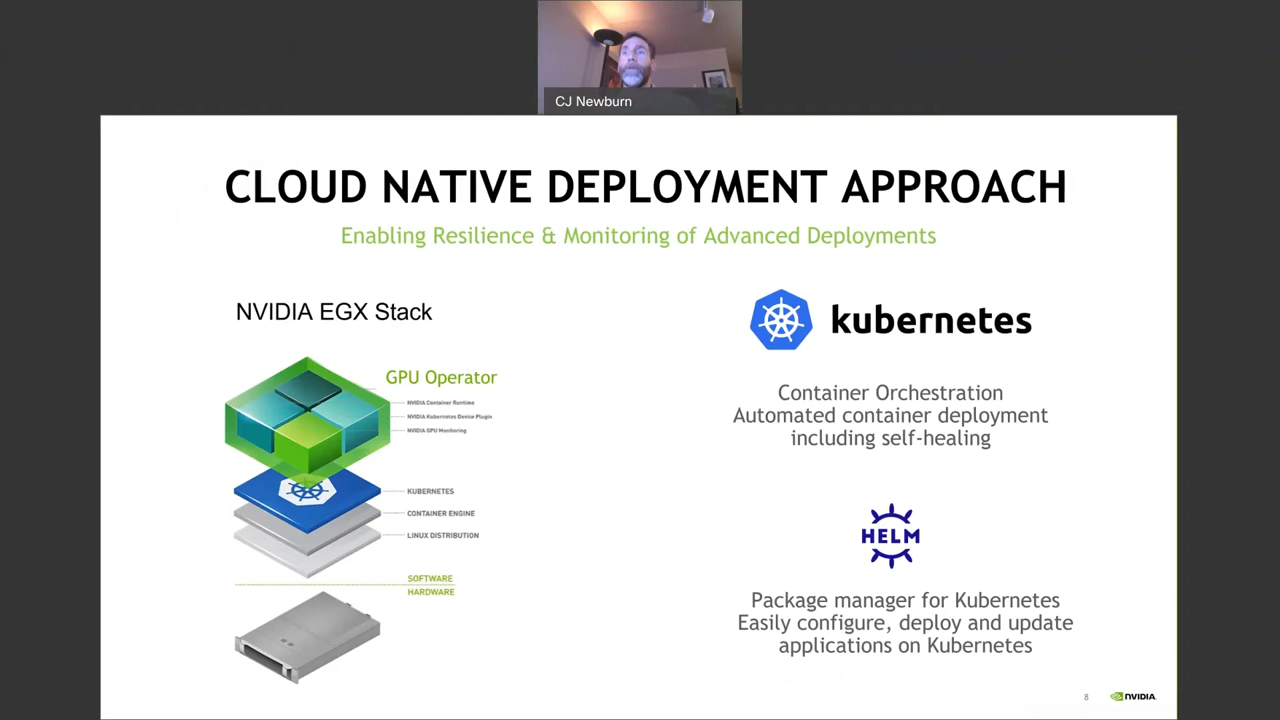 CJ Newburn
CLOUD NATIVE DEPLOYMENT APPROACH
Enabling Resilience & Monitoring of Advanced Deployments
NVIDIA EGX Stack
GPU Operator
NVIDIA Container Runtime
NVIDIA Kubernetes Device Plugin
NVIDIA GPU Monitoring
KUBERNETES
CONTAINER ENGINE
LINUX DISTRIBUTION
SOFTWARE
HARDWARE
kubernetes
Container Orchestration
Automated container deployment
including self-healing
HELM
Package manager for Kubernetes
Easily configure, deploy and update
applications on Kubernetes
8
NVIDIA.